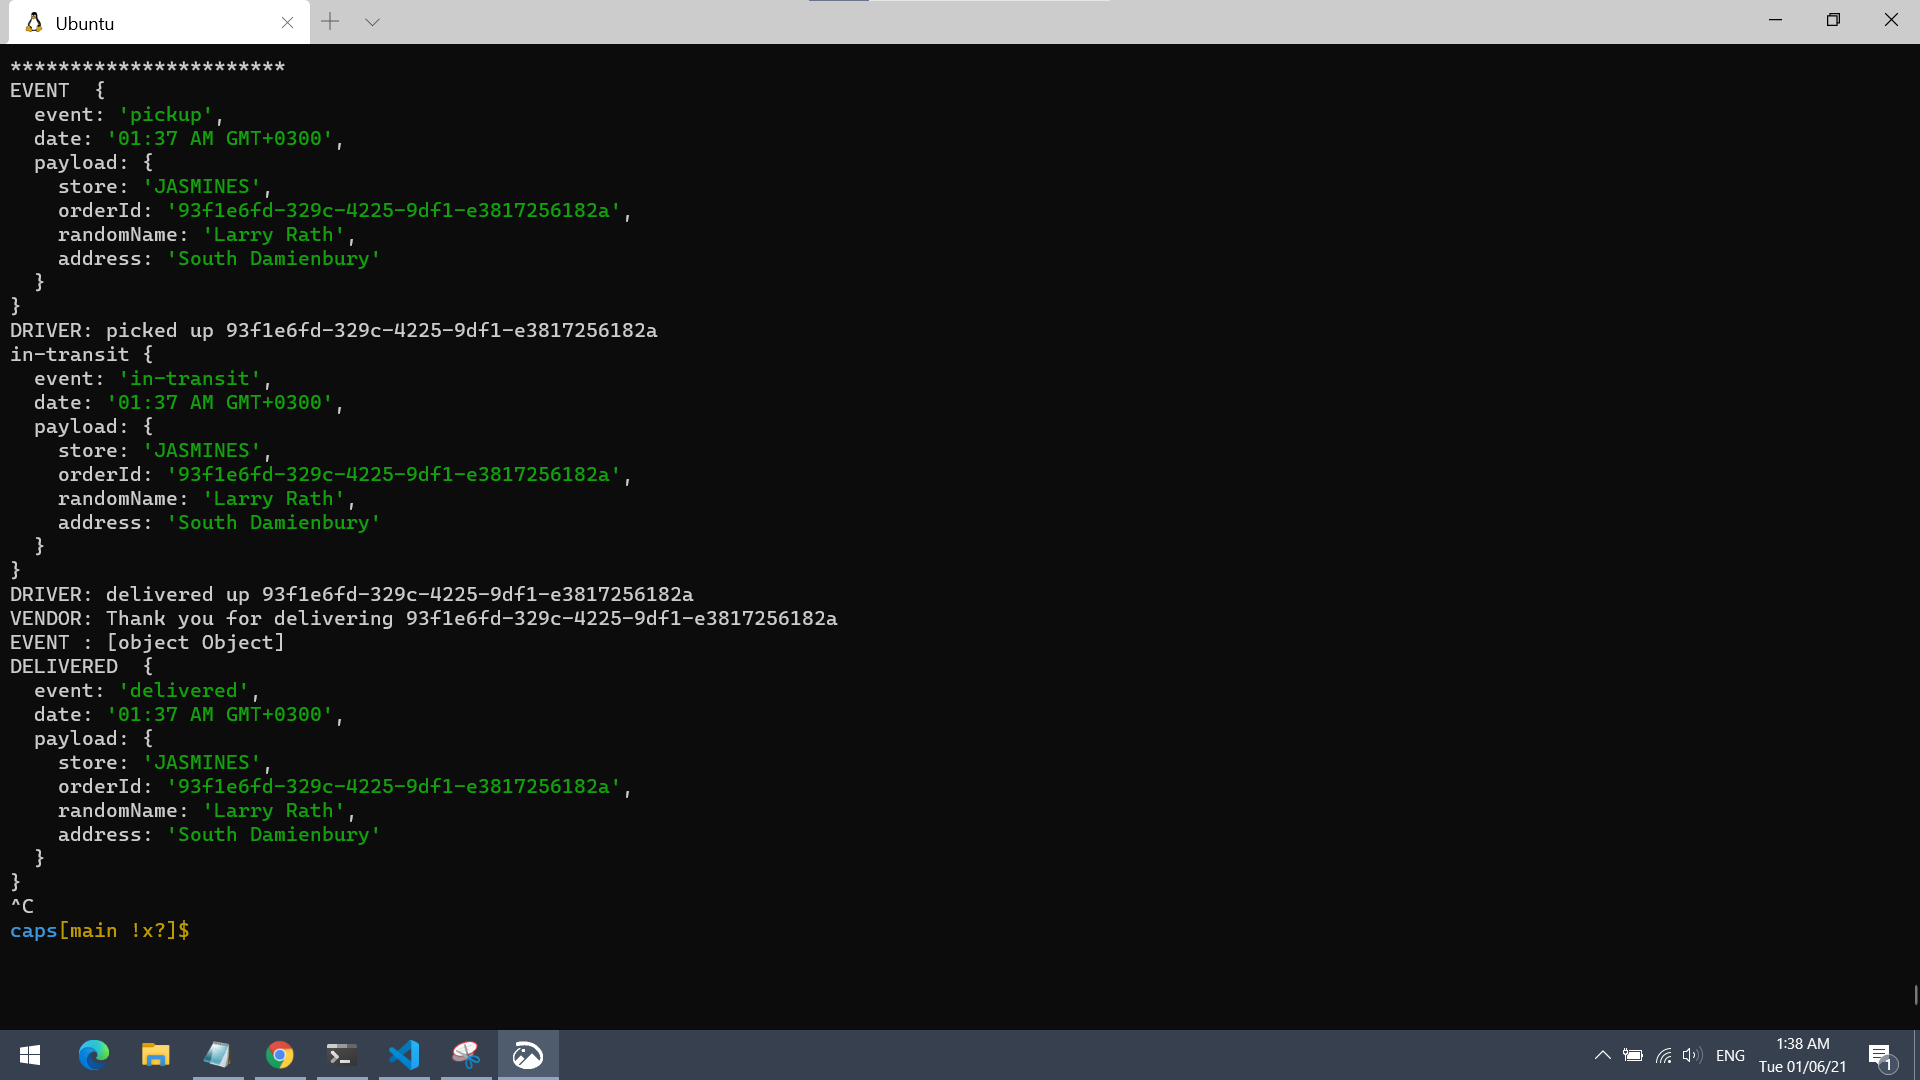 Ubuntu
***********************
EVENT  {
  event: 'pickup',
  date: '01:37 AM GMT+0300',
  payload: {
    store: 'JASMINES',
    orderId: '93f1e6fd-329c-4225-9df1-e3817256182a',
    randomName: 'Larry Rath',
    address: 'South Damienbury'
  }
}
DRIVER: picked up 93f1e6fd-329c-4225-9df1-e3817256182a
in-transit {
  event: 'in-transit',
  date: '01:37 AM GMT+0300',
  payload: {
    store: 'JASMINES',
    orderId: '93f1e6fd-329c-4225-9df1-e3817256182a',
    randomName: 'Larry Rath',
    address: 'South Damienbury'
  }
}
DRIVER: delivered up 93f1e6fd-329c-4225-9df1-e3817256182a
VENDOR: Thank you for delivering 93f1e6fd-329c-4225-9df1-e3817256182a
EVENT : [object Object]
DELIVERED  {
  event: 'delivered',
  date: '01:37 AM GMT+0300',
  payload: {
    store: 'JASMINES',
    orderId: '93f1e6fd-329c-4225-9df1-e3817256182a',
    randomName: 'Larry Rath',
    address: 'South Damienbury'
  }
}
^C
caps[main !x?]$
ENG
1:38 AM
Tue 01/06/21
1